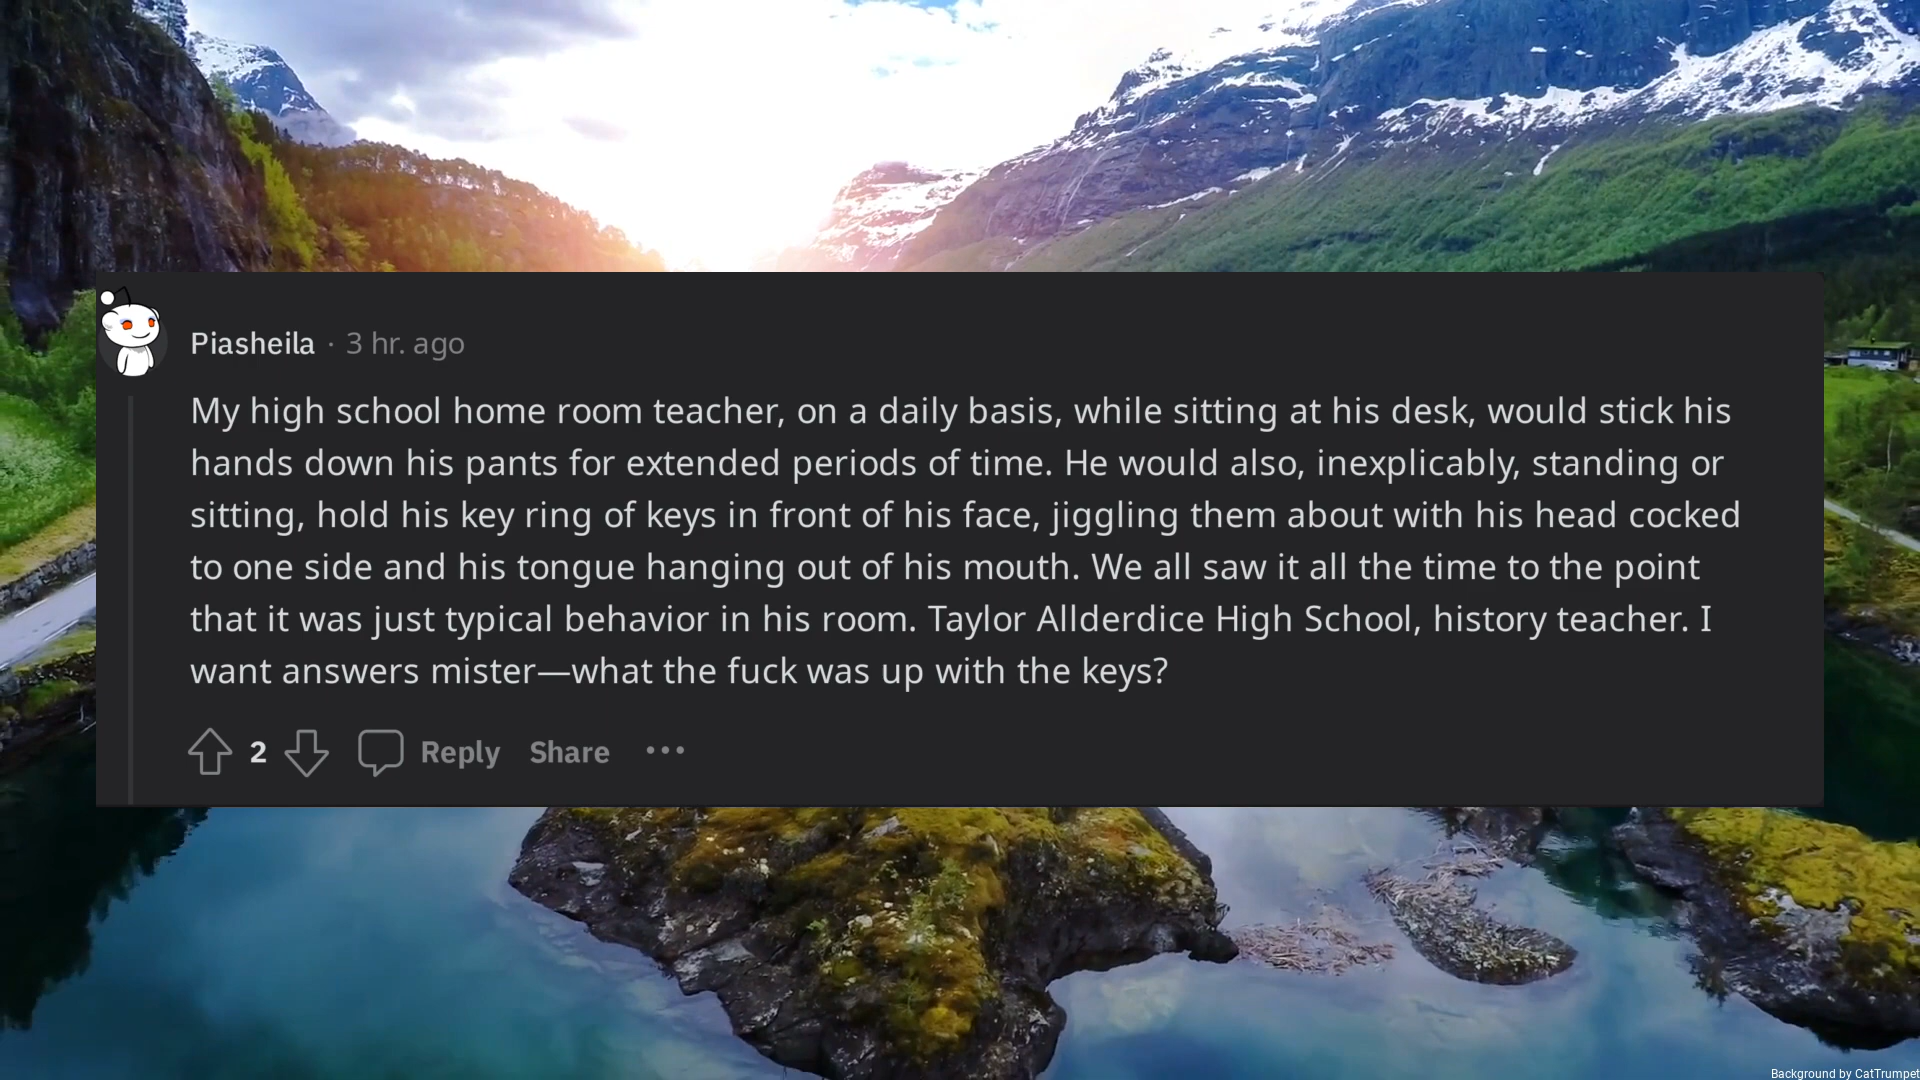 Piasheila · 3 hr. ago
My high school home room teacher, on a daily basis, while sitting at his desk, would stick his
hands down his pants for extended periods of time. He would also, inexplicably, standing or
sitting, hold his key ring of keys in front of his face, jiggling them about with his head cocked
to one side and his tongue hanging out of his mouth. We all saw it all the time to the point
that it was just typical behavior in his room. Taylor Allderdice High School, history teacher. I
want answers mister—what the fuck was up with the keys?
2 Reply Share
Background by CatTrumpet